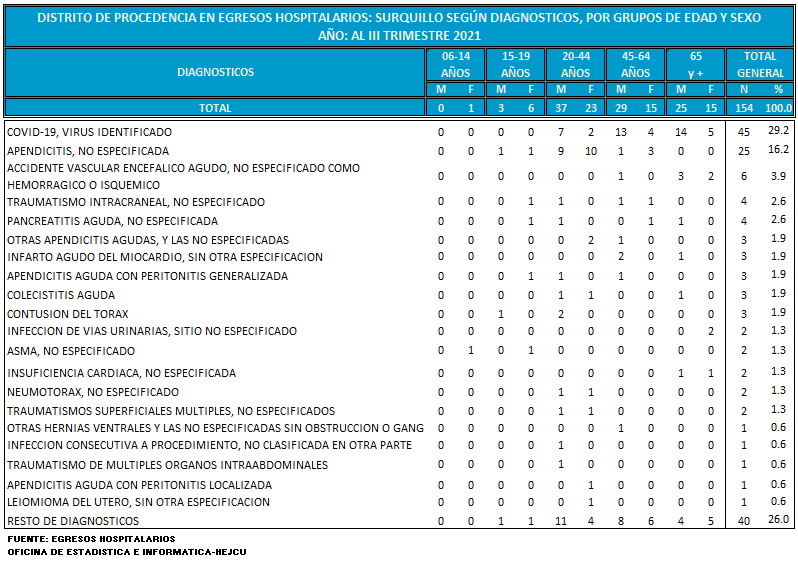 DISTRITO DE PROCEDENCIA EN EGRESOS HOSPITALARIOS: SURQUILLO SEGÚN DIAGNOSTICOS, POR GRUPOS DE EDAD Y SEXO
AÑO: AL III TRIMESTRE 2021
DIAGNOSTICOS 06-14 AÑOS 15-19 AÑOS 20-44 AÑOS 45-64 AÑOS 65 y + TOTAL GENERAL
M F M F M F M F M F N %
TOTAL 0 1 3 6 37 23 29 15 25 15 154 100.0
COVID-19, VIRUS IDENTIFICADO 0 0 0 0 7 2 13 4 14 5 45 29.2
APENDICITIS, NO ESPECIFICADA 0 0 1 1 9 10 1 3 0 0 25 16.2
ACCIDENTE VASCULAR ENCEFALICO AGUDO, NO ESPECIFICADO COMO
HEMORRAGICO O ISQUEMICO 0 0 0 0 0 0 1 0 3 2 6 3.9
TRAUMATISMO INTRACRANEAL, NO ESPECIFICADO 0 0 0 1 1 0 1 1 0 0 4 2.6
PANCREATITIS AGUDA, NO ESPECIFICADA 0 0 0 1 1 0 0 1 1 0 4 2.6
OTRAS APENDICITIS AGUDAS, Y LAS NO ESPECIFICADAS 0 0 0 0 0 2 1 0 0 0 3 1.9
INFARTO AGUDO DEL MIOCARDIO, SIN OTRA ESPECIFICACION 0 0 0 0 0 0 2 0 1 0 3 1.9
APENDICITIS AGUDA CON PERITONITIS GENERALIZADA 0 0 0 1 1 0 1 0 0 0 3 1.9
COLECISTITIS AGUDA 0 0 0 0 1 1 0 0 1 0 3 1.9
CONTUSION DEL TORAX 0 0 1 0 2 0 0 0 0 0 3 1.9
INFECCION DE VIAS URINARIAS, SITIO NO ESPECIFICADO 0 0 0 0 0 0 0 0 0 2 2 1.3
ASMA, NO ESPECIFICADO 0 1 0 1 0 0 0 0 0 0 2 1.3
INSUFICIENCIA CARDIACA, NO ESPECIFICADA 0 0 0 0 0 0 0 0 1 1 2 1.3
NEUMOTORAX, NO ESPECIFICADO 0 0 0 0 1 1 0 0 0 0 2 1.3
TRAUMATISMOS SUPERFICIALES MULTIPLES, NO ESPECIFICADOS 0 0 0 0 1 1 0 0 0 0 2 1.3
OTRAS HERNIAS VENTRALES Y LAS NO ESPECIFICADAS SIN OBSTRUCCION O GANG 0 0 0 0 0 0 1 0 0 0 1 0.6
INFECCION CONSECUTIVA A PROCEDIMIENTO, NO CLASIFICADA EN OTRA PARTE 0 0 0 0 1 0 0 0 0 0 1 0.6
TRAUMATISMO DE MULTIPLES ORGANOS INTRAABDOMINALES 0 0 0 0 1 0 0 0 0 0 1 0.6
APENDICITIS AGUDA CON PERITONITIS LOCALIZADA 0 0 0 0 0 1 0 0 0 0 1 0.6
LEIOMIOMA DEL UTERO, SIN OTRA ESPECIFICACION 0 0 0 0 0 1 0 0 0 0 1 0.6
RESTO DE DIAGNOSTICOS 0 0 1 1 11 4 8 6 4 5 40 26.0
FUENTE: EGRESOS HOSPITALARIOS
OFICINA DE ESTADISTICA E INFORMATICA-HEJCU